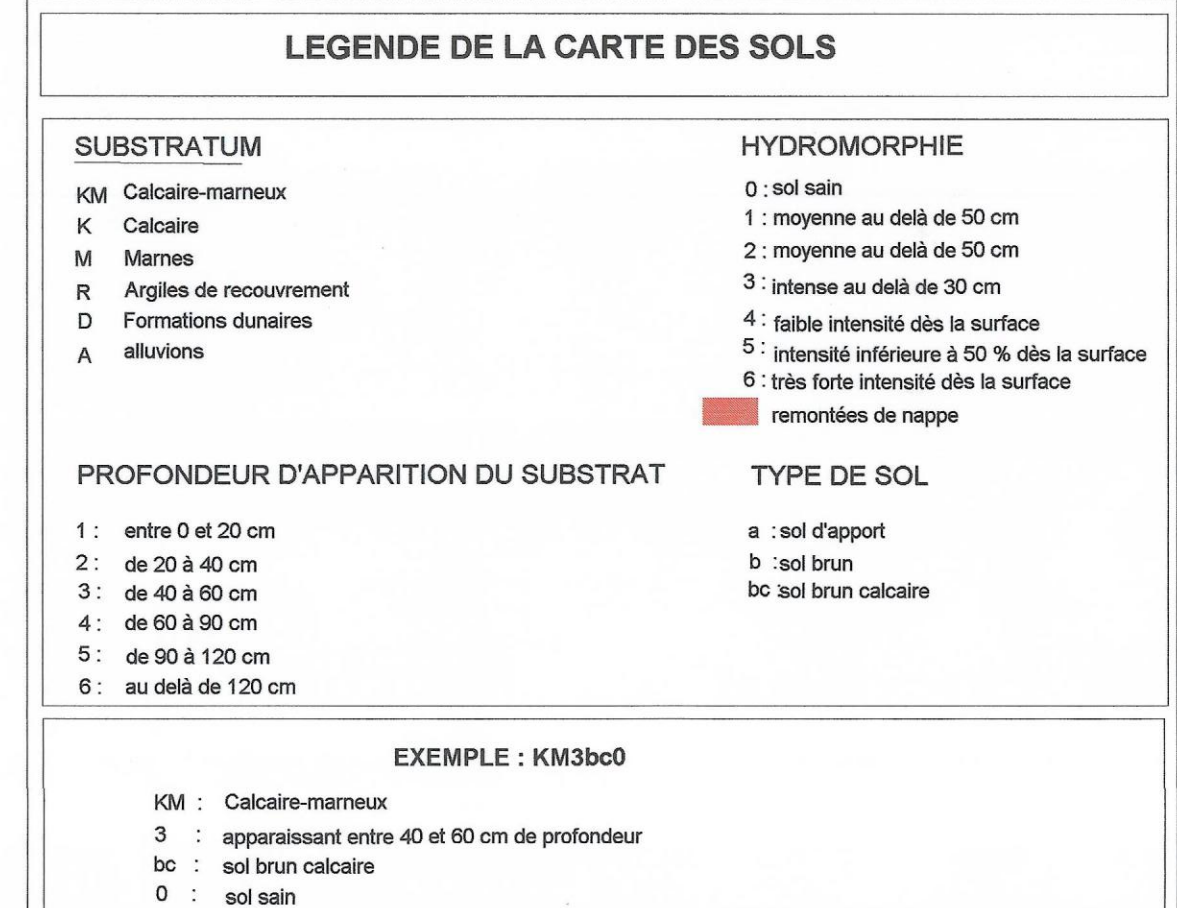 LEGENDE DE LA CARTE DES SOLS
SUBSTRATUM
KM Calcaire-marneux
K Calcaire
M Marnes
R Argiles de recouvrement
D Formations dunaires
A alluvions
HYDROMORPHIE
0 : sol sain
1 : moyenne au delà de 50 cm
2 : moyenne au delà de 50 cm
3 : intense au delà de 30 cm
4 : faible intensité dès la surface
5 : intensité inférieure à 50 % dès la surface
6 : très forte intensité dès la surface
remontées de nappe
PROFONDEUR D'APPARITION DU SUBSTRAT
1 : entre 0 et 20 cm
2 : de 20 à 40 cm
3 : de 40 à 60 cm
4 : de 60 à 90 cm
5 : de 90 à 120 cm
6 : au delà de 120 cm
TYPE DE SOL
a : sol d'apport
b : sol brun
bc : sol brun calcaire
EXEMPLE : KM3bc0
KM : Calcaire-marneux
3 : apparaissant entre 40 et 60 cm de profondeur
bc : sol brun calcaire
0 : sol sain